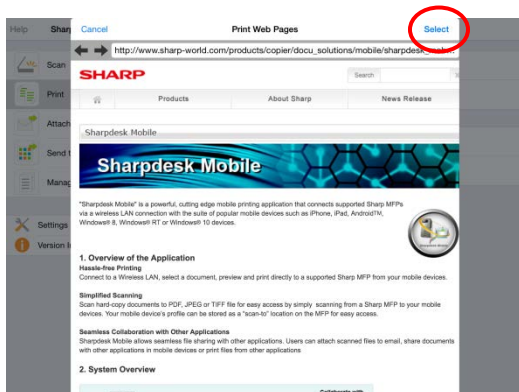 Help
Sharp
Cancel
Print Web Pages
Select
http://www.sharp-world.com/products/copier/docu_solutions/mobile/sharpdesk_mobi...
Scan
Print
Attach
Send t
Manag
Settings
Version I
SHARP
Search
Products
About Sharp
News Release
Sharpdesk Mobile
Sharpdesk Mobile
"Sharpdesk Mobile" is a powerful, cutting edge mobile printing application that connects supported Sharp MFPs
via a wireless LAN connection with the suite of popular mobile devices such as iPhone, iPad, Android™,
Windows® 8, Windows® RT or Windows® 10 devices.
1. Overview of the Application
Hassle-free Printing
Connect to a Wireless LAN, select a document, preview and print directly to a supported Sharp MFP from your mobile devices.
Simplified Scanning
Scan hard-copy documents to PDF, JPEG or TIFF file for easy access by simply scanning from a Sharp MFP to your mobile
devices. Your mobile device's profile can be stored as a "scan-to" location on the MFP for easy access.
Seamless Collaboration with Other Applications
Sharpdesk Mobile allows seamless file sharing with other applications. Users can attach scanned files to email, share documents
with other applications in mobile devices or print files from other applications
2. System Overview
Collaborate with